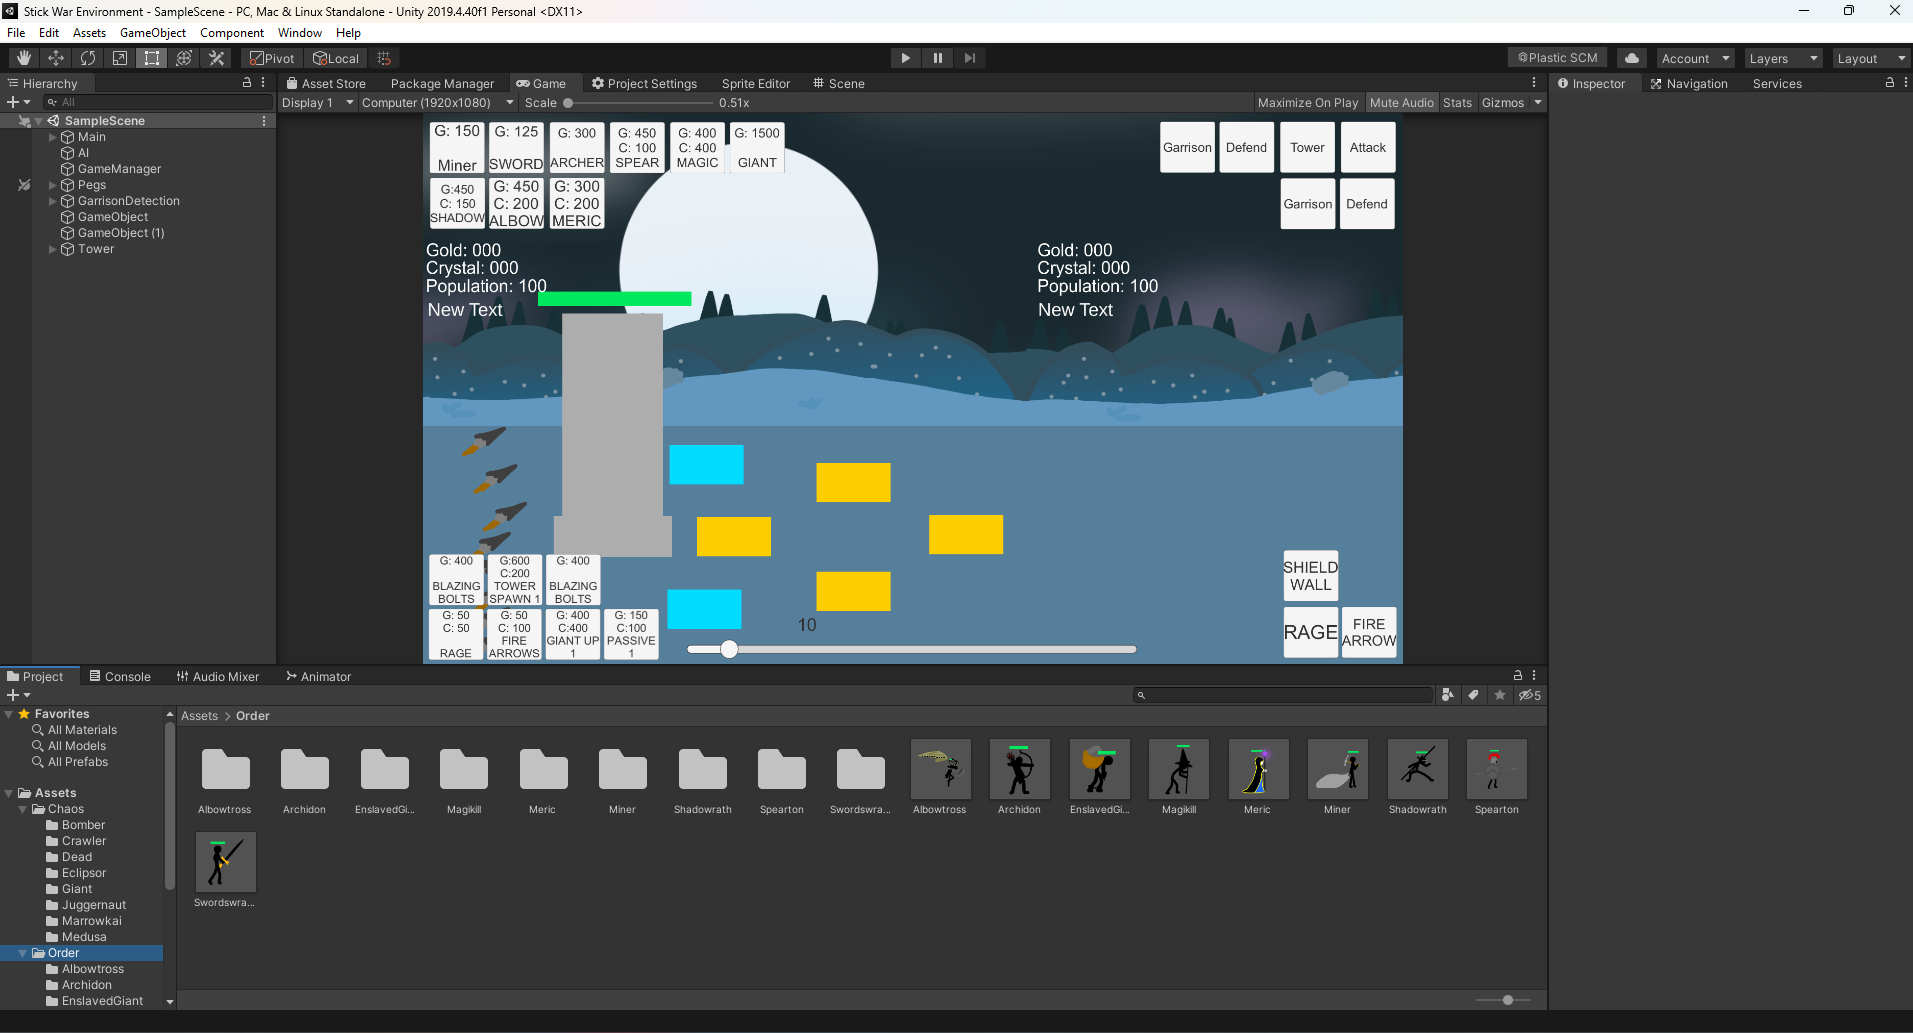 Stick War Environment - SampleScene - PC, Mac & Linux Standalone - Unity 2019.4.40f1 Personal <DX11>
File Edit Assets GameObject Component Window Help
Pivot Local Plastic SCM Account Layers Layout
Hierarchy
All
SampleScene
Main
AI
GameManager
Pegs
GarrisonDetection
GameObject
GameObject (1)
Tower
Asset Store Package Manager Game Project Settings Sprite Editor Scene
Display 1 Computer (1920x1080) Scale 0.51x Maximize On Play Mute Audio Stats Gizmos
G: 150
Miner
G: 125
SWORD
G: 300
ARCHER
G: 450
C: 100
SPEAR
G: 400
C: 400
MAGIC
G: 1500
GIANT
G:450
C: 150
SHADOW
G: 450
C: 200
ALBOW
G: 300
C: 200
MERIC
Garrison
Defend
Tower
Attack
Garrison
Defend
Gold: 000
Crystal: 000
Population: 100
New Text
Gold: 000
Crystal: 000
Population: 100
New Text
G: 400
BLAZING
BOLTS
G:600
C:200
TOWER
SPAWN 1
G: 400
BLAZING
BOLTS
G: 50
C: 50
RAGE
G: 50
C: 100
FIRE
ARROWS
G: 400
C:400
GIANT UP
1
G: 150
C:100
PASSIVE
1
10
SHIELD
WALL
RAGE
FIRE
ARROW
Inspector Navigation Services
Project Console Audio Mixer Animator
5
Favorites
All Materials
All Models
All Prefabs
Assets
Chaos
Bomber
Crawler
Dead
Eclipsor
Giant
Juggernaut
Marrowkai
Medusa
Order
Albowtross
Archidon
EnslavedGiant
Assets > Order
Albowtross Archidon EnslavedGi... Magikill Meric Miner Shadowrath Spearton Swordswra... Albowtross Archidon EnslavedGi... Magikill Meric Miner Shadowrath Spearton
Swordswra...